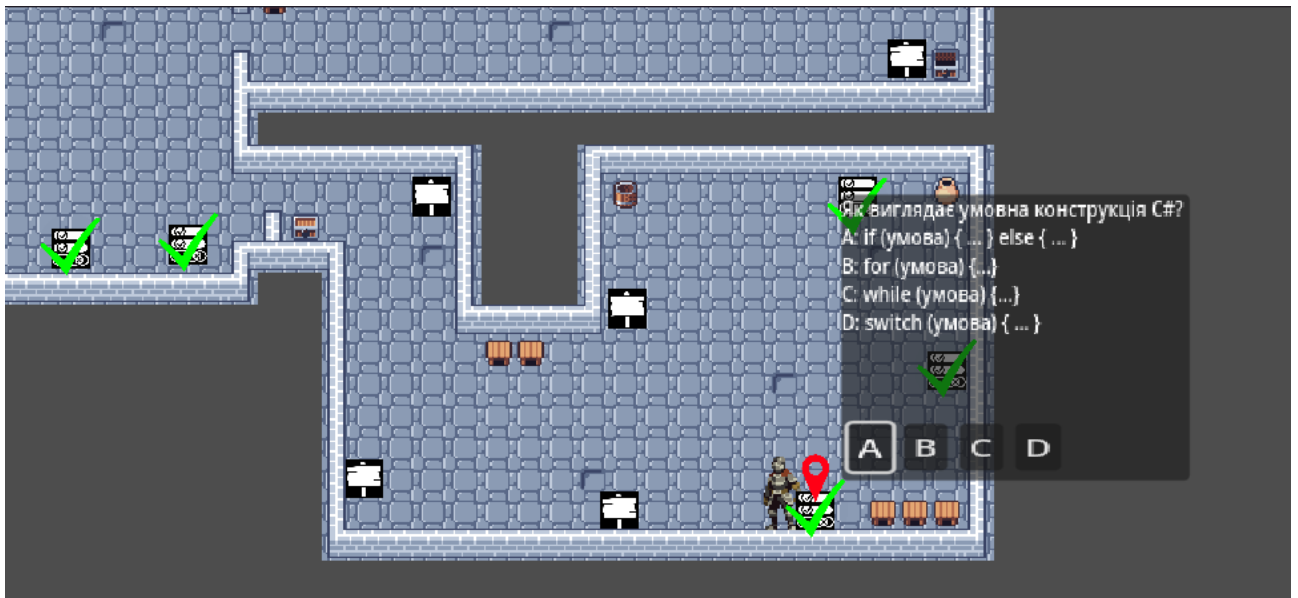 Як виглядає умовна конструкція C#?
A: if (умова) { ... } else { ... }
B: for (умова) {...}
C: while (умова) {...}
D: switch (умова) { ... }
A B C D